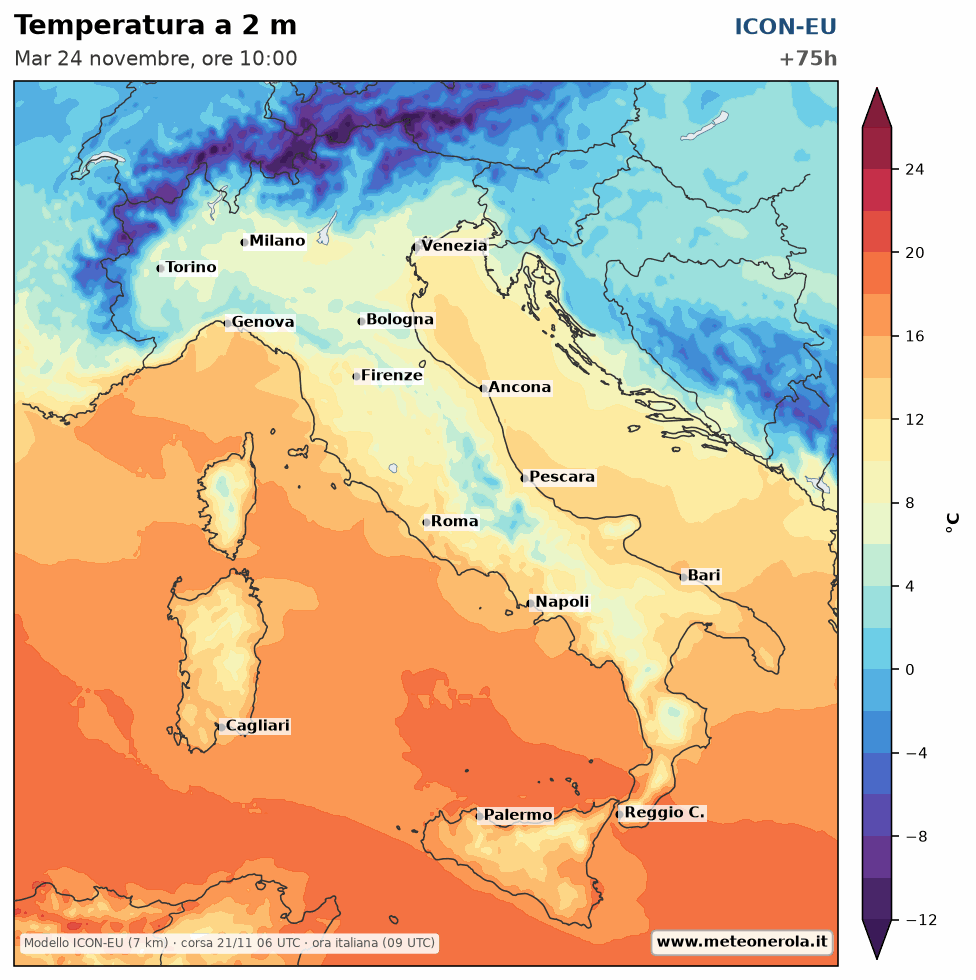 Temperatura a 2 m
ICON-EU
Mar 24 novembre, ore 10:00
+75h
24
20
16
12
8
4
0
−4
−8
−12
°C
Milano
Venezia
Torino
Genova
Bologna
Firenze
Ancona
Pescara
Roma
Bari
Napoli
Cagliari
Palermo
Reggio C.
Modello ICON-EU (7 km) · corsa 21/11 06 UTC · ora italiana (09 UTC)
www.meteonerola.it